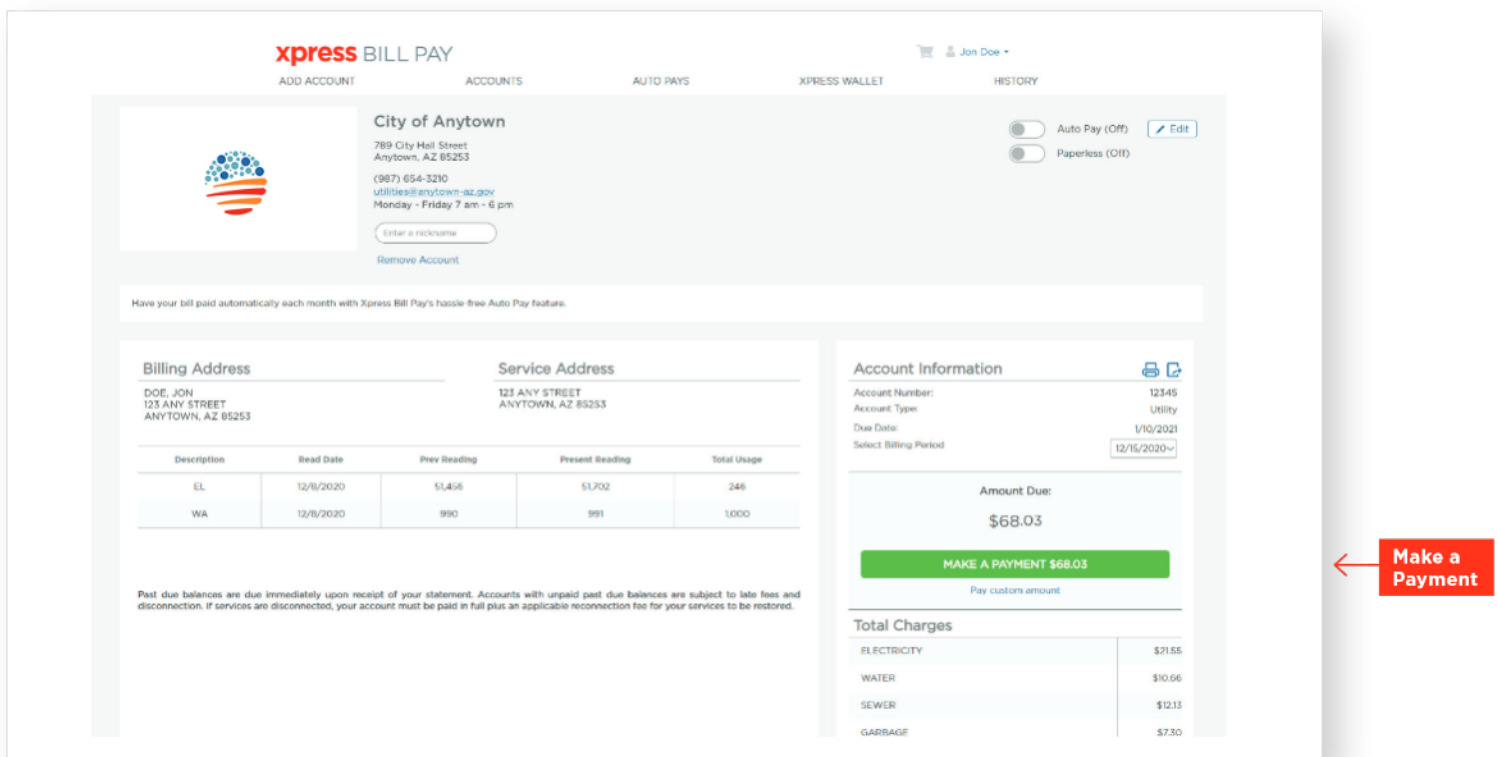 xpress BILL PAY
Jon Doe
ADD ACCOUNT ACCOUNTS AUTO PAYS XPRESS WALLET HISTORY
City of Anytown
789 City Hall Street
Anytown, AZ 85253
(987) 654-3210
utilities@anytown-az.gov
Monday - Friday 7 am - 6 pm
Enter a nickname
Remove Account
Auto Pay (Off) Edit
Paperless (Off)
Have your bill paid automatically each month with Xpress Bill Pay's hassle-free Auto Pay feature.
Billing Address
DOE, JON
123 ANY STREET
ANYTOWN, AZ 85253
Service Address
123 ANY STREET
ANYTOWN, AZ 85253
Description Read Date Prev Reading Present Reading Total Usage
EL 12/8/2020 51,456 51,702 246
WA 12/8/2020 990 991 1,000
Past due balances are due immediately upon receipt of your statement. Accounts with unpaid past due balances are subject to late fees and
disconnection. If services are disconnected, your account must be paid in full plus an applicable reconnection fee for your services to be restored.
Account Information
Account Number: 12345
Account Type: Utility
Due Date: 1/10/2021
Select Billing Period 12/15/2020
Amount Due:
$68.03
MAKE A PAYMENT $68.03
Pay custom amount
Total Charges
ELECTRICITY $21.55
WATER $10.66
SEWER $12.13
GARBAGE $7.30
Make a
Payment